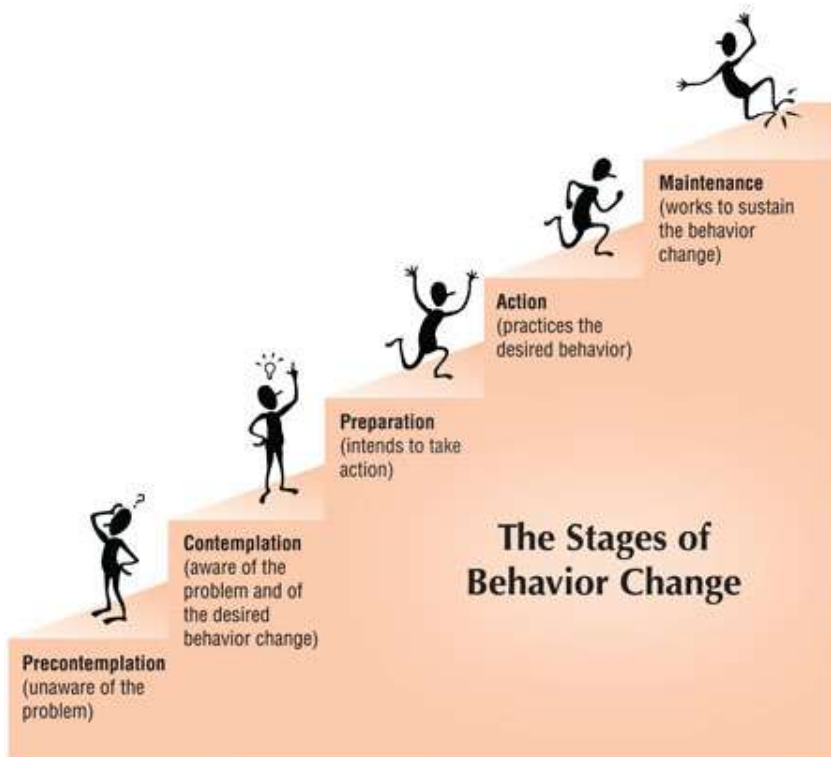 Maintenance
(works to sustain
the behavior
change)
Action
(practices the
desired behavior)
Preparation
(intends to take
action)
?
Contemplation
(aware of the
problem and of
the desired
behavior change)
Precontemplation
(unaware of the
problem)
The Stages of
Behavior Change